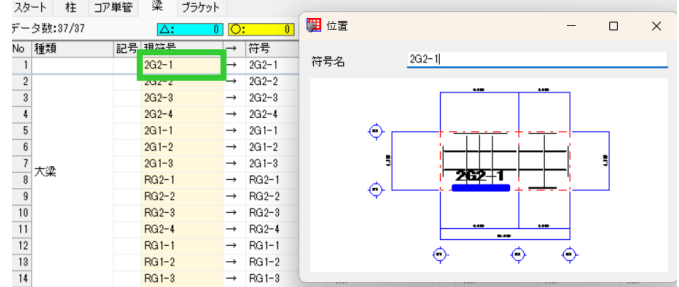 スタート 柱 コア単管 梁 ブラケット
データ数:37/37 △: 0 ○: 0
No 種類 記号 現符号 → 符号
1 2G2-1 → 2G2-1
2 2G2-2 → 2G2-2
3 2G2-3 → 2G2-3
4 2G2-4 → 2G2-4
5 2G1-1 → 2G1-1
6 2G1-2 → 2G1-2
7 2G1-3 → 2G1-3
大梁
8 RG2-1 → RG2-1
9 RG2-2 → RG2-2
10 RG2-3 → RG2-3
11 RG2-4 → RG2-4
12 RG1-1 → RG1-1
13 RG1-2 → RG1-2
14 RG1-3 → RG1-3
位置
符号名 2G2-1
2G2-1